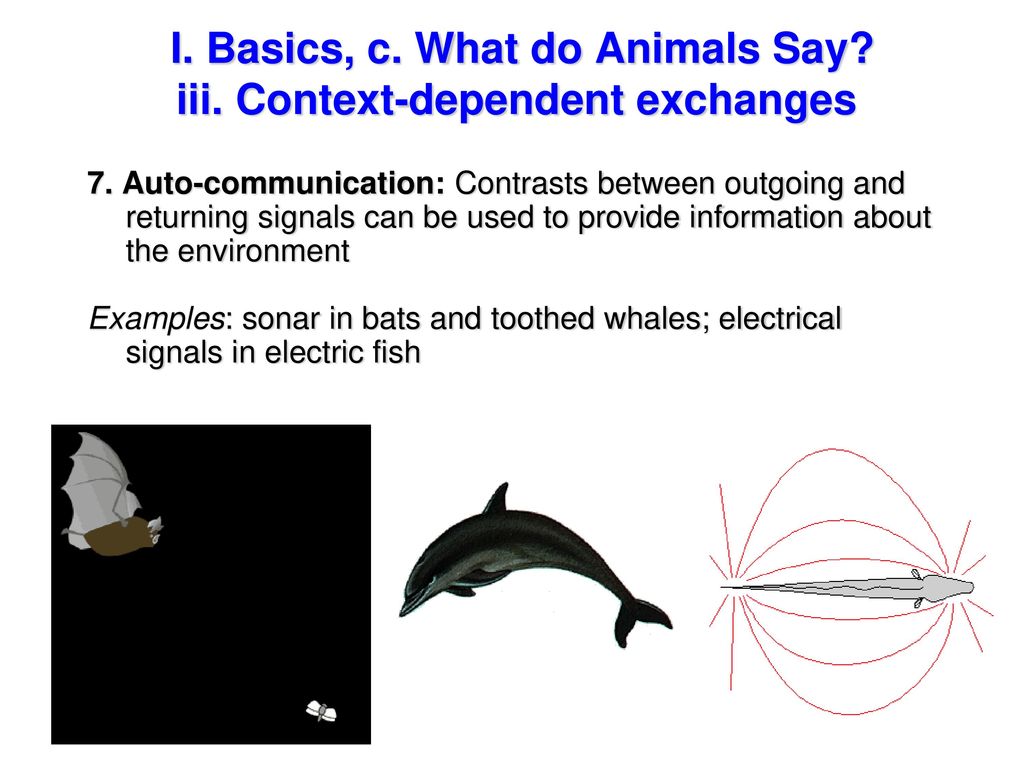 I. Basics, c. What do Animals Say?
iii. Context-dependent exchanges
7. Auto-communication: Contrasts between outgoing and
returning signals can be used to provide information about
the environment
Examples: sonar in bats and toothed whales; electrical
signals in electric fish